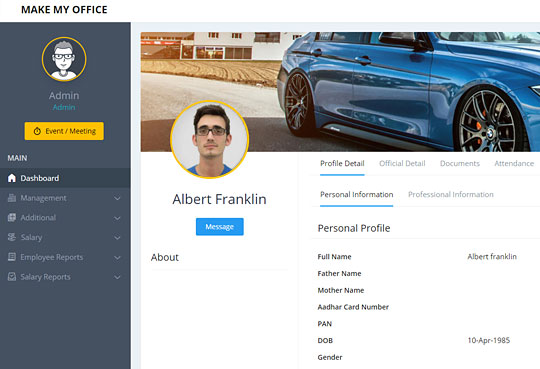 MAKE MY OFFICE
Admin
Admin
Event / Meeting
MAIN
Dashboard
Management
Additional
Salary
Employee Reports
Salary Reports
Albert Franklin
Message
About
Profile Detail Official Detail Documents Attendance
Personal Information Professional Information
Personal Profile
Full Name Albert franklin
Father Name
Mother Name
Aadhar Card Number
PAN
DOB 10-Apr-1985
Gender